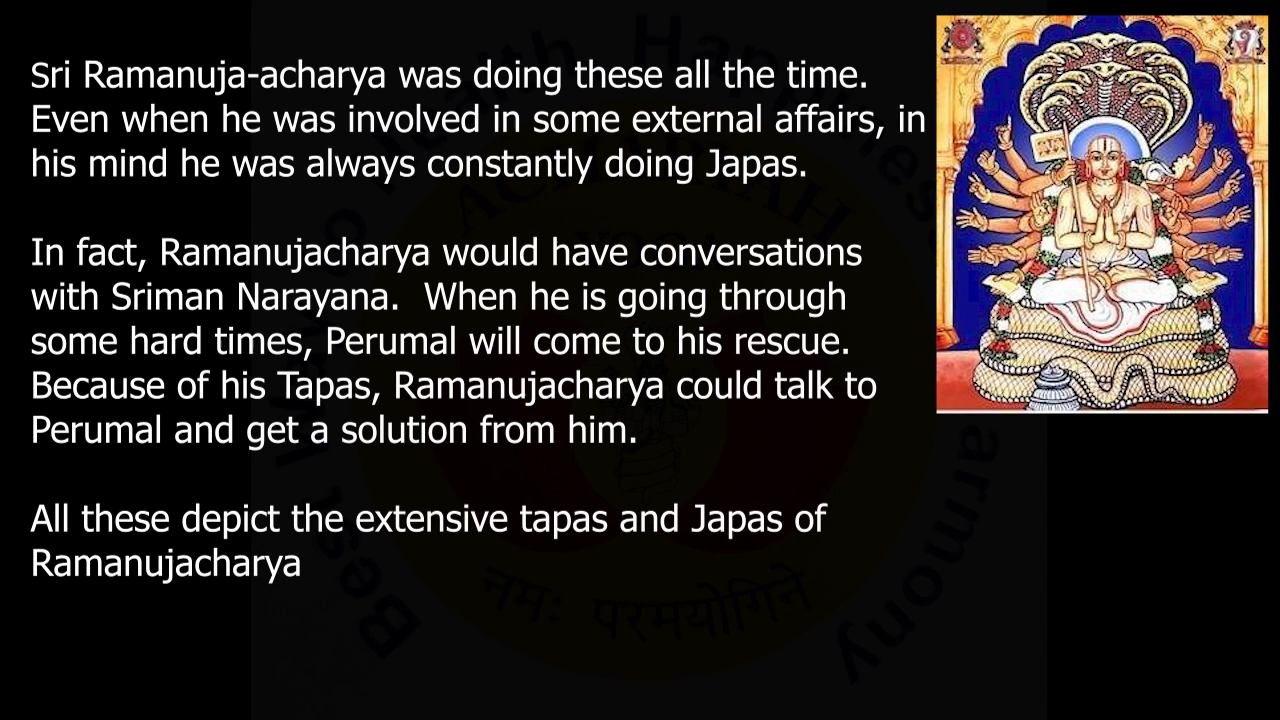 Sri Ramanuja-acharya was doing these all the time.
Even when he was involved in some external affairs, in
his mind he was always constantly doing Japas.
In fact, Ramanujacharya would have conversations
with Sriman Narayana.  When he is going through
some hard times, Perumal will come to his rescue.
Because of his Tapas, Ramanujacharya could talk to
Perumal and get a solution from him.
All these depict the extensive tapas and Japas of
Ramanujacharya
नमः परमयोगिने